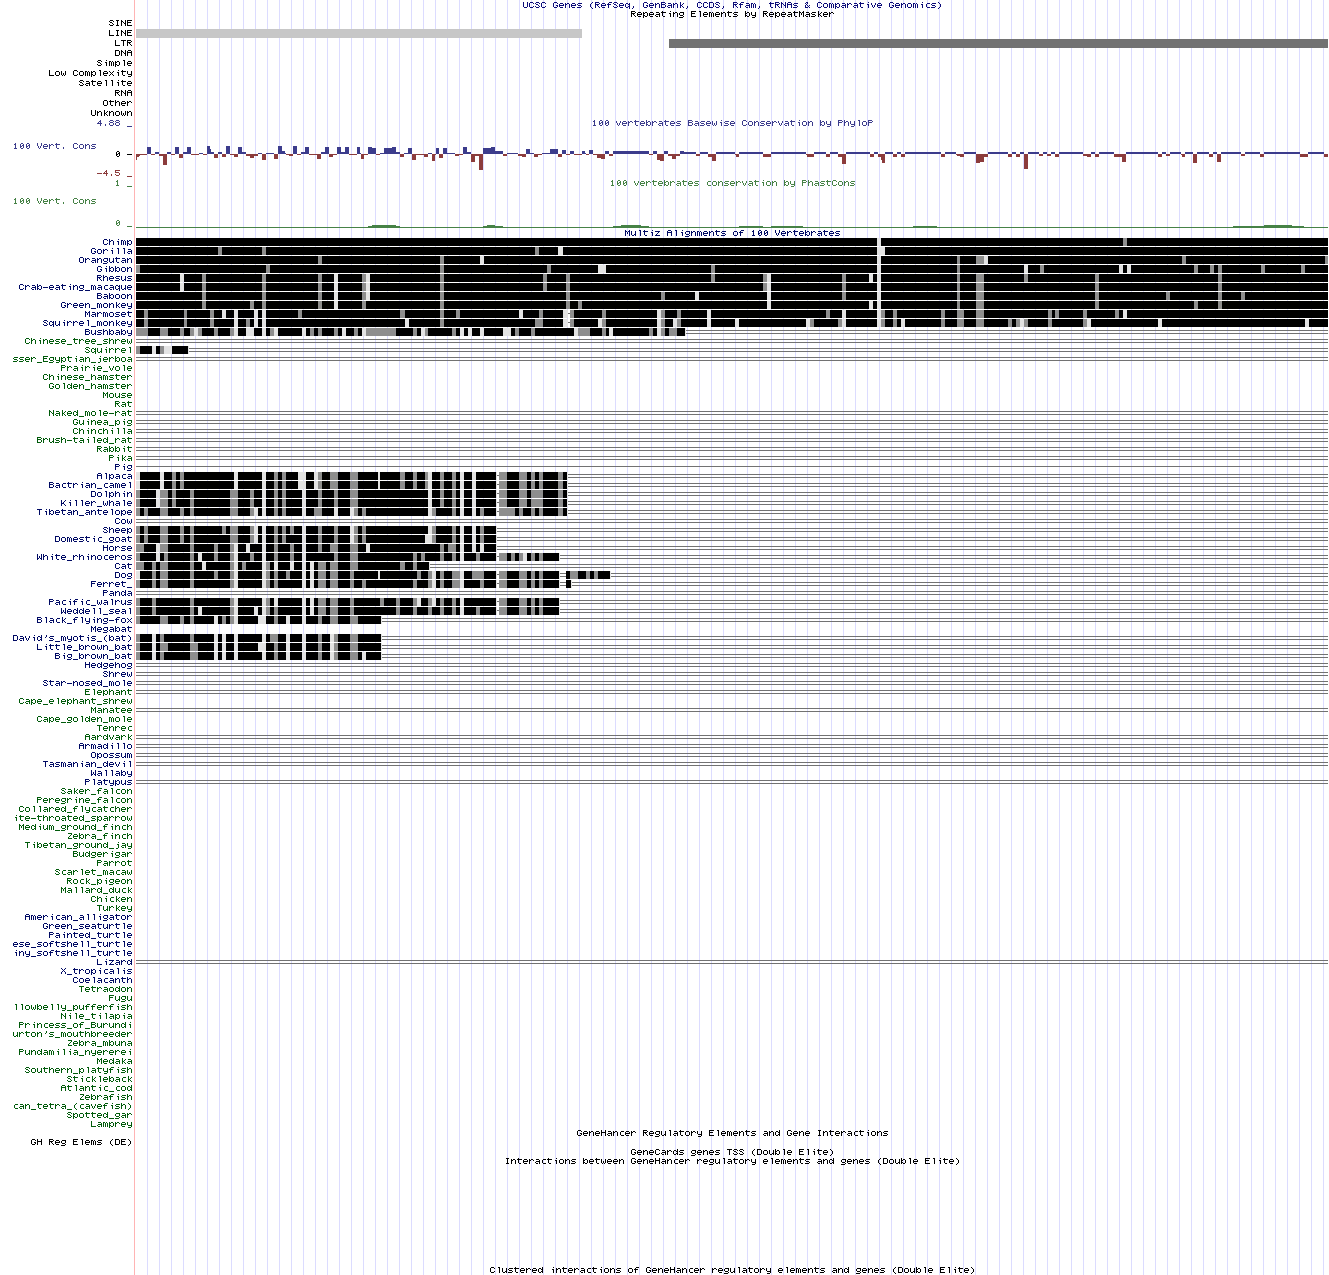 UCSC Genes (RefSeq, GenBank, CCDS, Rfam, tRNAs & Comparative Genomics)
Repeating Elements by RepeatMasker
SINE
LINE
LTR
DNA
Simple
Low Complexity
Satellite
RNA
Other
Unknown
4.88 _
100 vertebrates Basewise Conservation by PhyloP
100 Vert. Cons
0 _
-4.5 _
1 _
100 vertebrates conservation by PhastCons
100 Vert. Cons
0 _
Multiz Alignments of 100 Vertebrates
Chimp
Gorilla
Orangutan
Gibbon
Rhesus
Crab-eating_macaque
Baboon
Green_monkey
Marmoset
Squirrel_monkey
Bushbaby
Chinese_tree_shrew
Squirrel
sser_Egyptian_jerboa
Prairie_vole
Chinese_hamster
Golden_hamster
Mouse
Rat
Naked_mole-rat
Guinea_pig
Chinchilla
Brush-tailed_rat
Rabbit
Pika
Pig
Alpaca
Bactrian_camel
Dolphin
Killer_whale
Tibetan_antelope
Cow
Sheep
Domestic_goat
Horse
White_rhinoceros
Cat
Dog
Ferret_
Panda
Pacific_walrus
Weddell_seal
Black_flying-fox
Megabat
David's_myotis_(bat)
Little_brown_bat
Big_brown_bat
Hedgehog
Shrew
Star-nosed_mole
Elephant
Cape_elephant_shrew
Manatee
Cape_golden_mole
Tenrec
Aardvark
Armadillo
Opossum
Tasmanian_devil
Wallaby
Platypus
Saker_falcon
Peregrine_falcon
Collared_flycatcher
ite-throated_sparrow
Medium_ground_finch
Zebra_finch
Tibetan_ground_jay
Budgerigar
Parrot
Scarlet_macaw
Rock_pigeon
Mallard_duck
Chicken
Turkey
American_alligator
Green_seaturtle
Painted_turtle
ese_softshell_turtle
iny_softshell_turtle
Lizard
X_tropicalis
Coelacanth
Tetraodon
Fugu
llowbelly_pufferfish
Nile_tilapia
Princess_of_Burundi
urton's_mouthbreeder
Zebra_mbuna
Pundamilia_nyererei
Medaka
Southern_platyfish
Stickleback
Atlantic_cod
Zebrafish
can_tetra_(cavefish)
Spotted_gar
Lamprey
GeneHancer Regulatory Elements and Gene Interactions
GH Reg Elems (DE)
GeneCards genes TSS (Double Elite)
Interactions between GeneHancer regulatory elements and genes (Double Elite)
Clustered interactions of GeneHancer regulatory elements and genes (Double Elite)